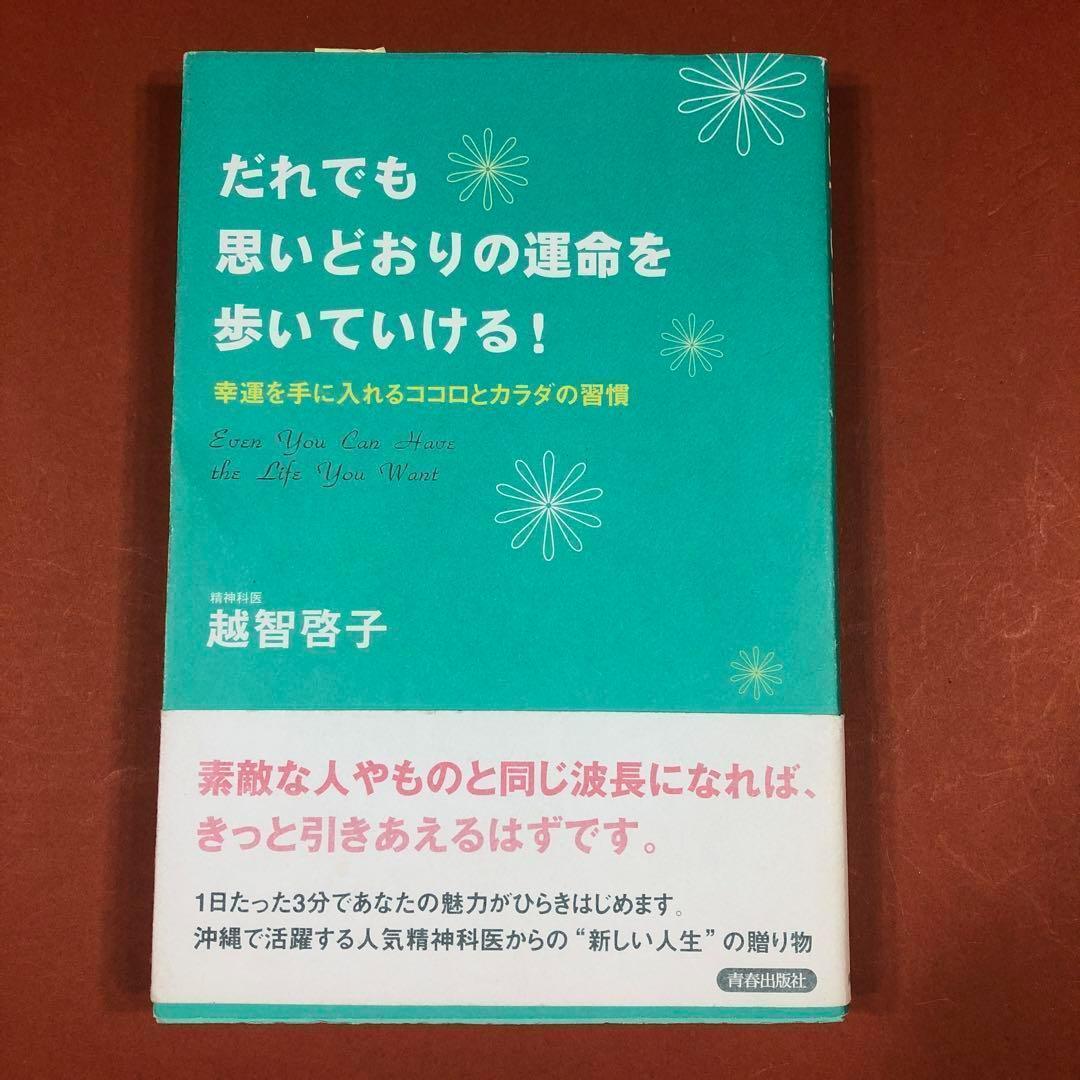 だれでも
思いどおりの運命を
歩いていける!
幸運を手に入れるココロとカラダの習慣
Even You Can Have
the Life You Want
精神科医
越智啓子
素敵な人やものと同じ波長になれば、
きっと引きあえるはずです。
1日たった3分であなたの魅力がひらきはじめます。
沖縄で活躍する人気精神科医からの“新しい人生”の贈り物
青春出版社